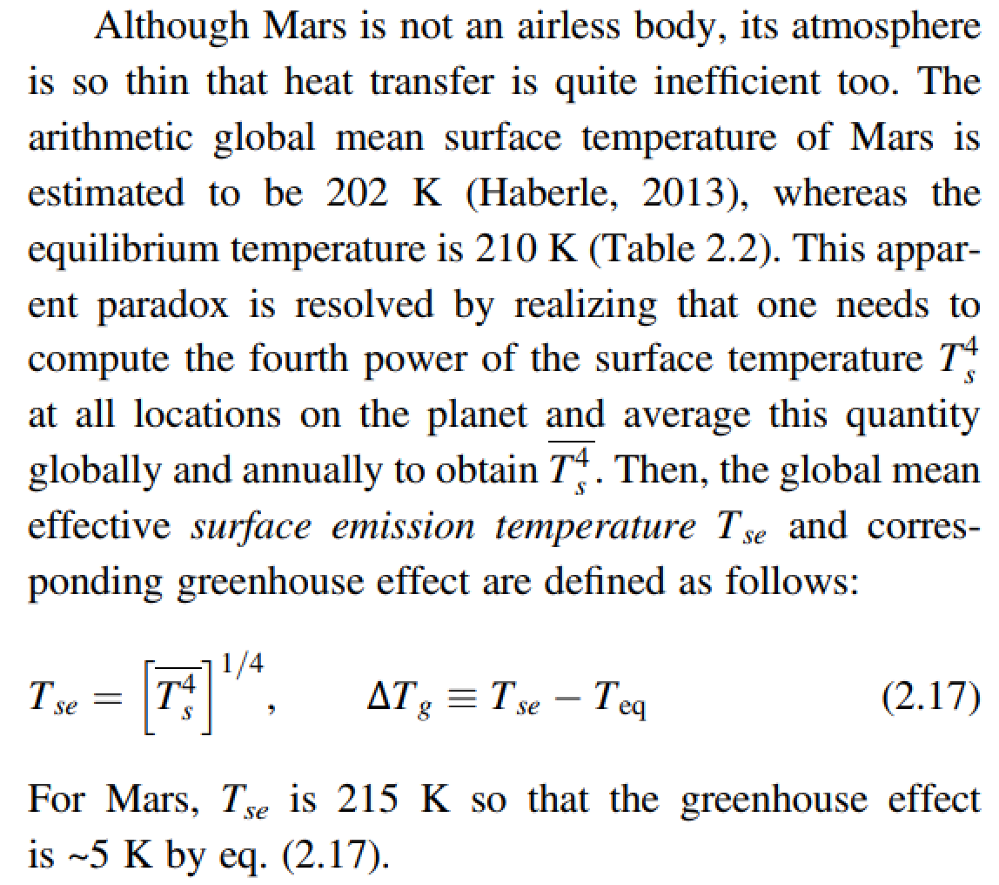 Although Mars is not an airless body, its atmosphere
is so thin that heat transfer is quite inefficient too. The
arithmetic global mean surface temperature of Mars is
estimated to be 202 K (Haberle, 2013), whereas the
equilibrium temperature is 210 K (Table 2.2). This appar-
ent paradox is resolved by realizing that one needs to
compute the fourth power of the surface temperature $T_s^4$
at all locations on the planet and average this quantity
globally and annually to obtain $\overline{T_s^4}$. Then, the global mean
effective surface emission temperature $T_{se}$ and corres-
ponding greenhouse effect are defined as follows:
$T_{se} = \left[\overline{T_s^4}\right]^{1/4}, \quad \Delta T_g \equiv T_{se} - T_{\mathrm{eq}}$ (2.17)
For Mars, $T_{se}$ is 215 K so that the greenhouse effect
is ~5 K by eq. (2.17).